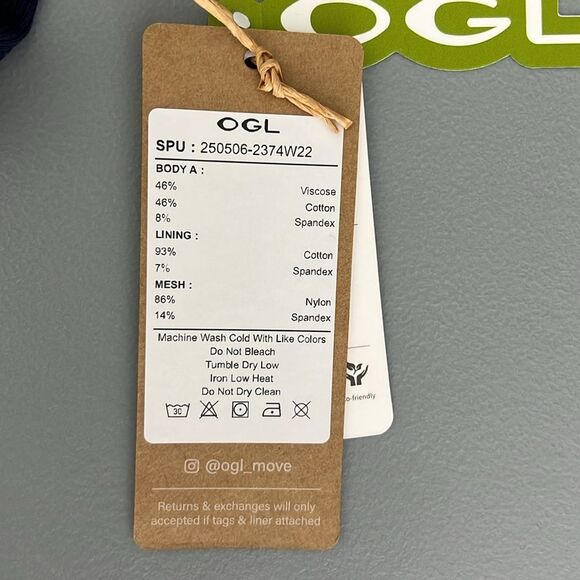 OGL
OGL
SPU : 250506-2374W22
BODY A :
46% Viscose
46% Cotton
8% Spandex
LINING :
93% Cotton
7% Spandex
MESH :
86% Nylon
14% Spandex
Machine Wash Cold With Like Colors
Do Not Bleach
Tumble Dry Low
Iron Low Heat
Do Not Dry Clean
30
@ogl_move
Returns & exchanges will only
accepted if tags & liner attached
-friendly